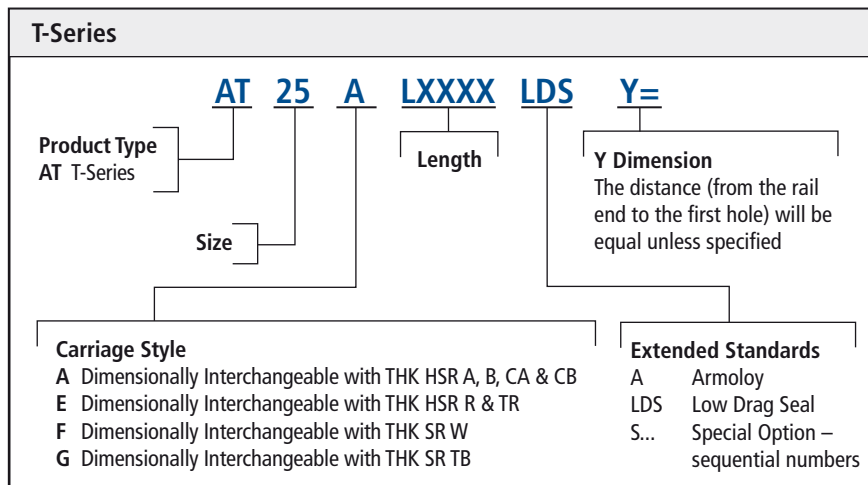 T-Series
AT 25 A LXXXX LDS Y=
Product Type
AT T-Series
Size
Length
Y Dimension
The distance (from the rail
end to the first hole) will be
equal unless specified
Carriage Style
A Dimensionally Interchangeable with THK HSR A, B, CA & CB
E Dimensionally Interchangeable with THK HSR R & TR
F Dimensionally Interchangeable with THK SR W
G Dimensionally Interchangeable with THK SR TB
Extended Standards
A Armoloy
LDS Low Drag Seal
S... Special Option –
sequential numbers